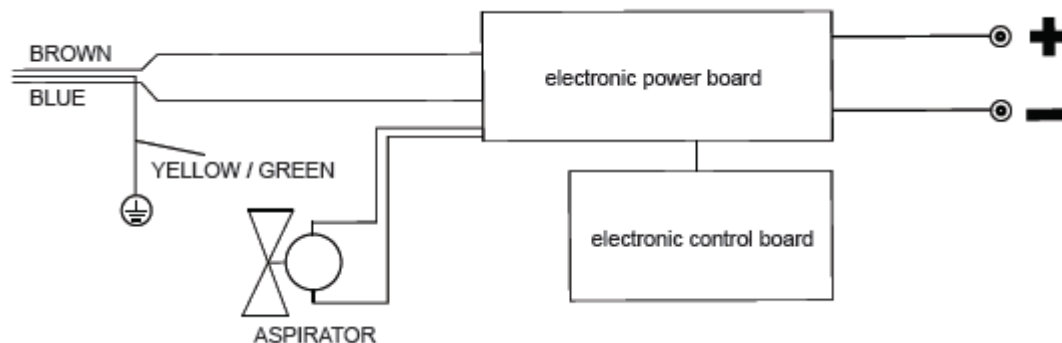 BROWN
BLUE
YELLOW / GREEN
ASPIRATOR
electronic power board
electronic control board
+
−